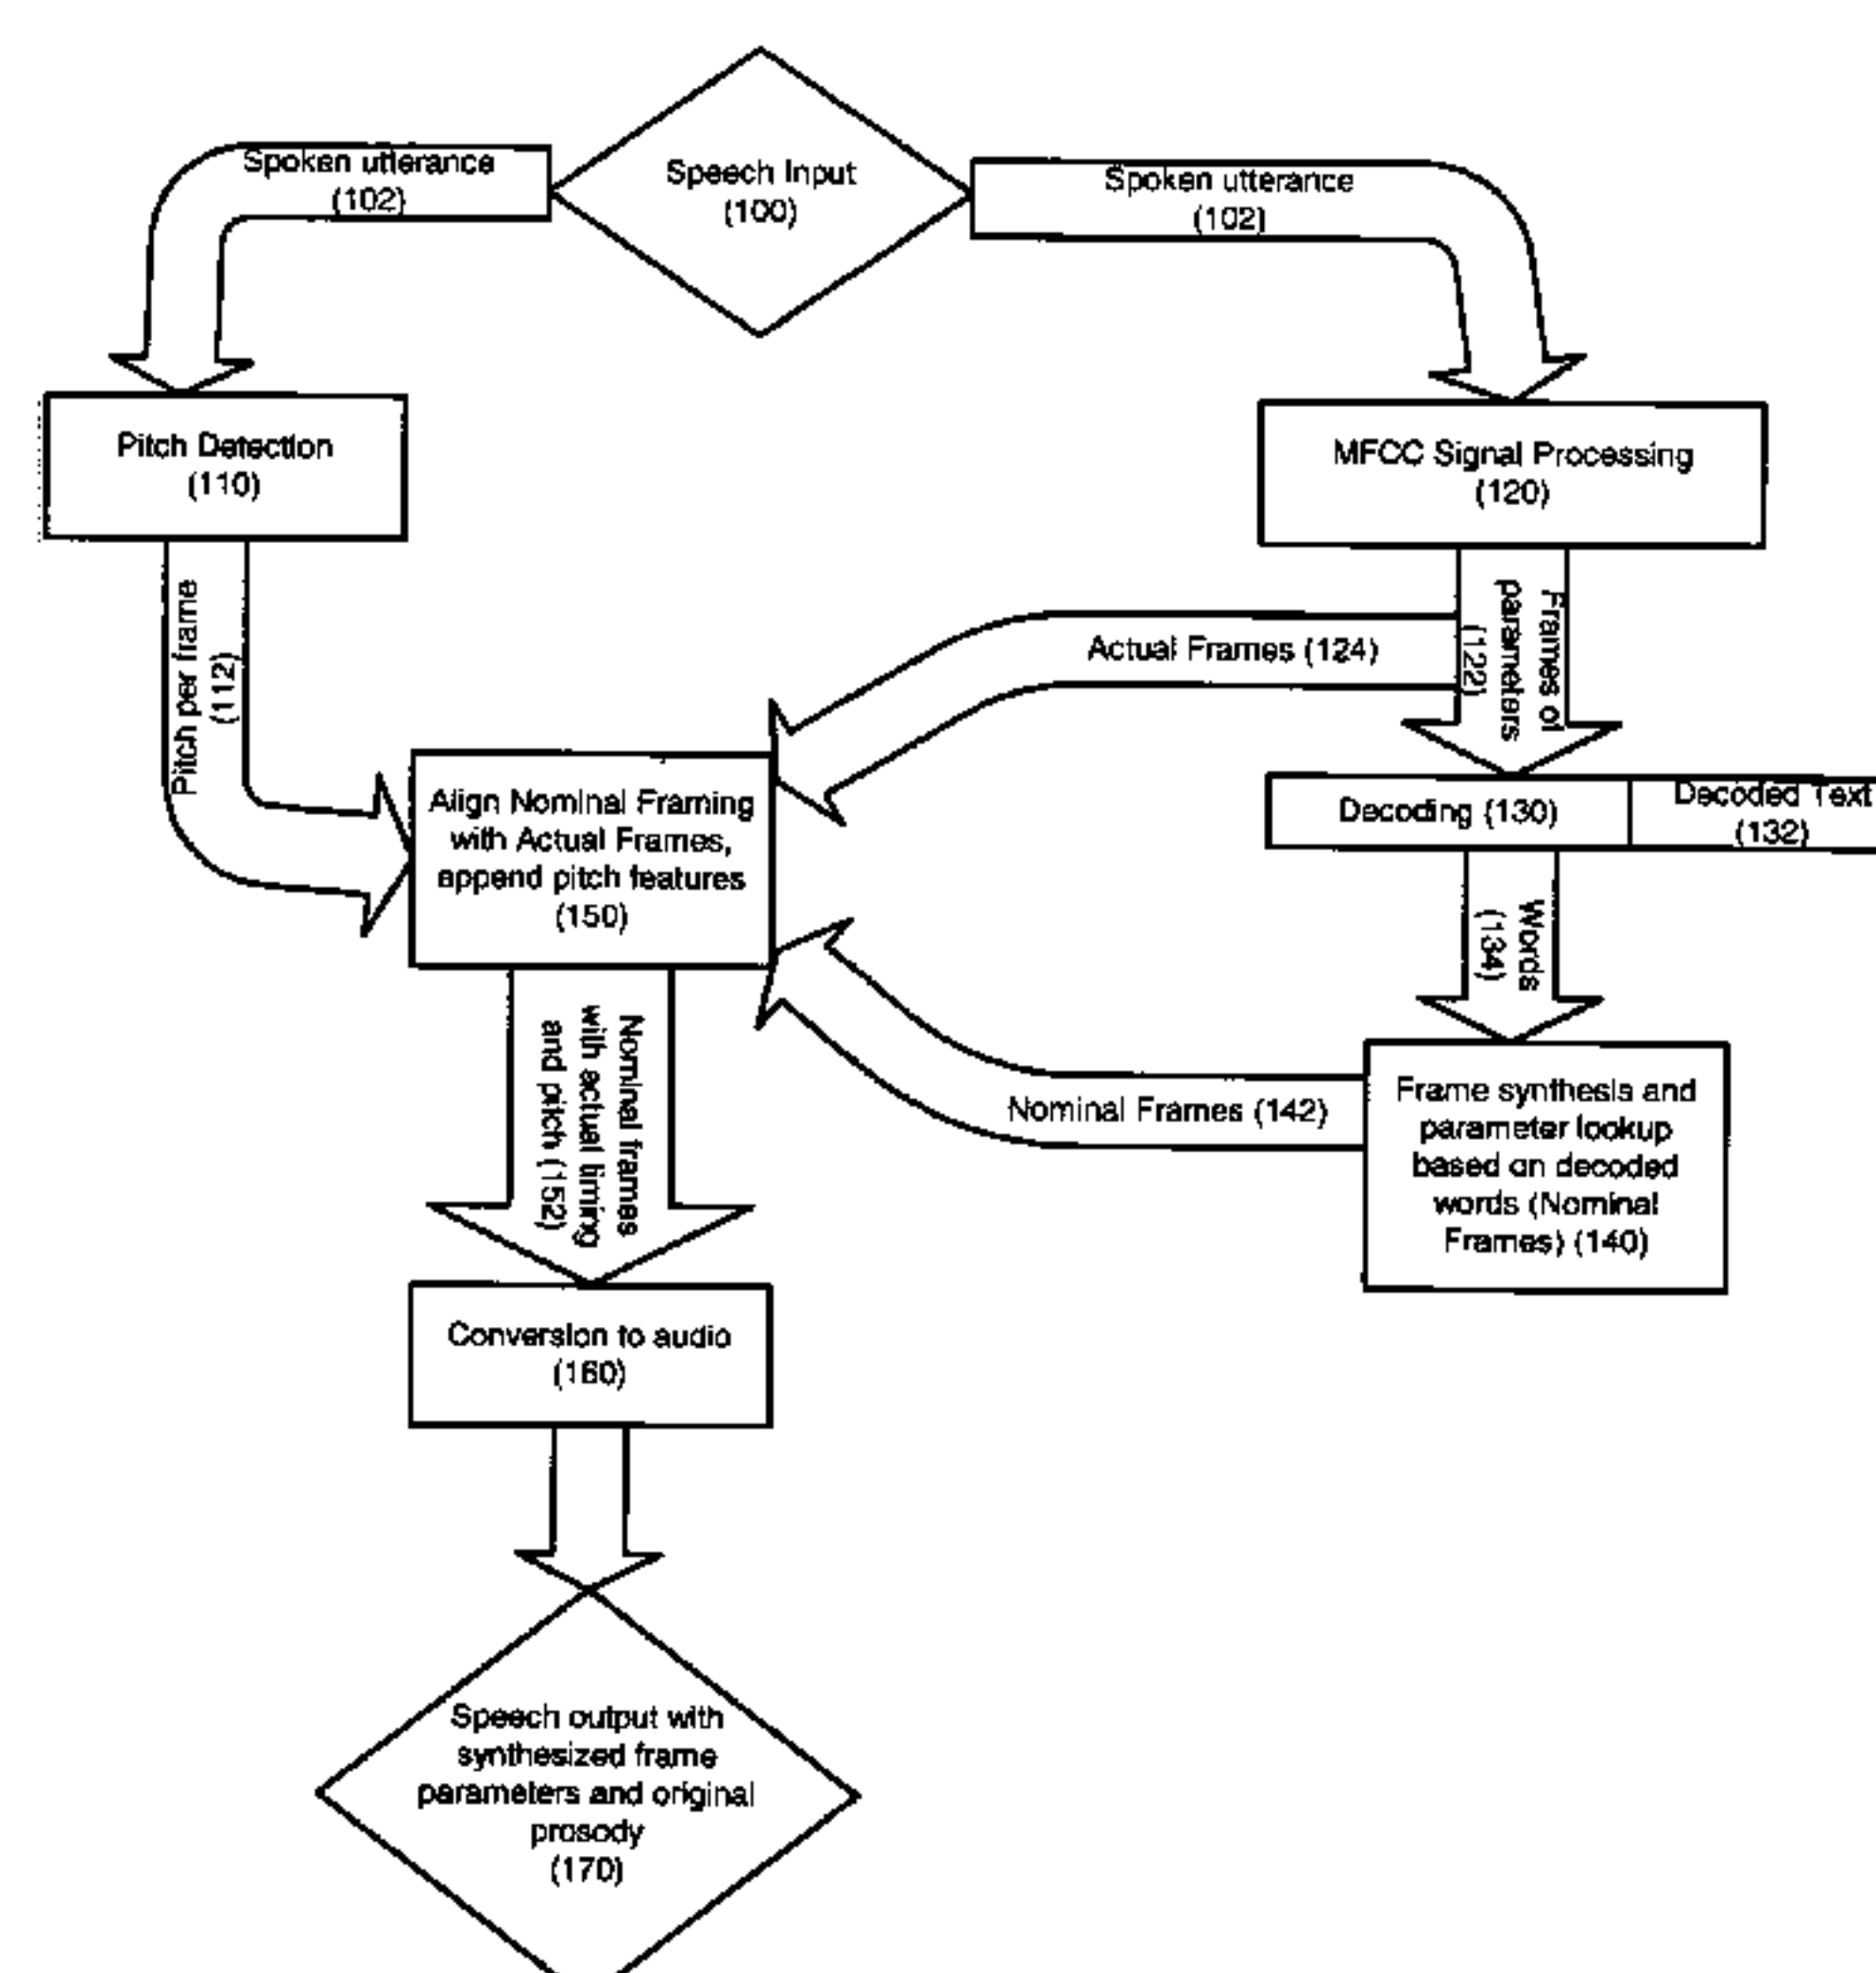 Spoken utterance
(102)
Speech Input
(100)
Spoken utterance
(102)
Pitch Detection
(110)
MFCC Signal Processing
(120)
Pitch per frame
(112)
Actual Frames (124)
Frames of
parameters
(122)
Align Nominal Framing
with Actual Frames,
append pitch features
(150)
Decoding (130)
Decoded Text
(132)
Words
(134)
Nominal frames
with actual timing
and pitch (152)
Nominal Frames (142)
Frame synthesis and
parameter lookup
based on decoded
words (Nominal
Frames) (140)
Conversion to audio
(160)
Speech output with
synthesized frame
parameters and original
prosody
(170)